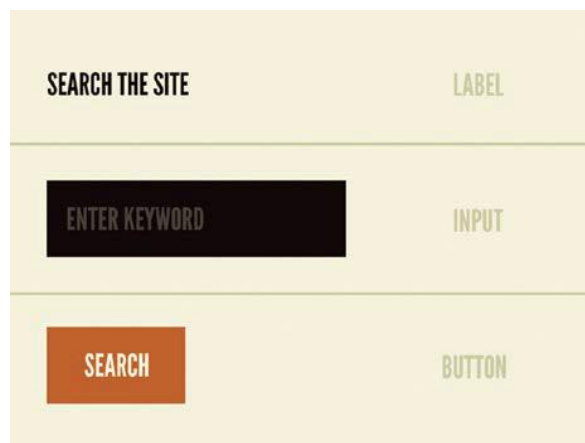 SEARCH THE SITE
LABEL
ENTER KEYWORD
INPUT
SEARCH
BUTTON